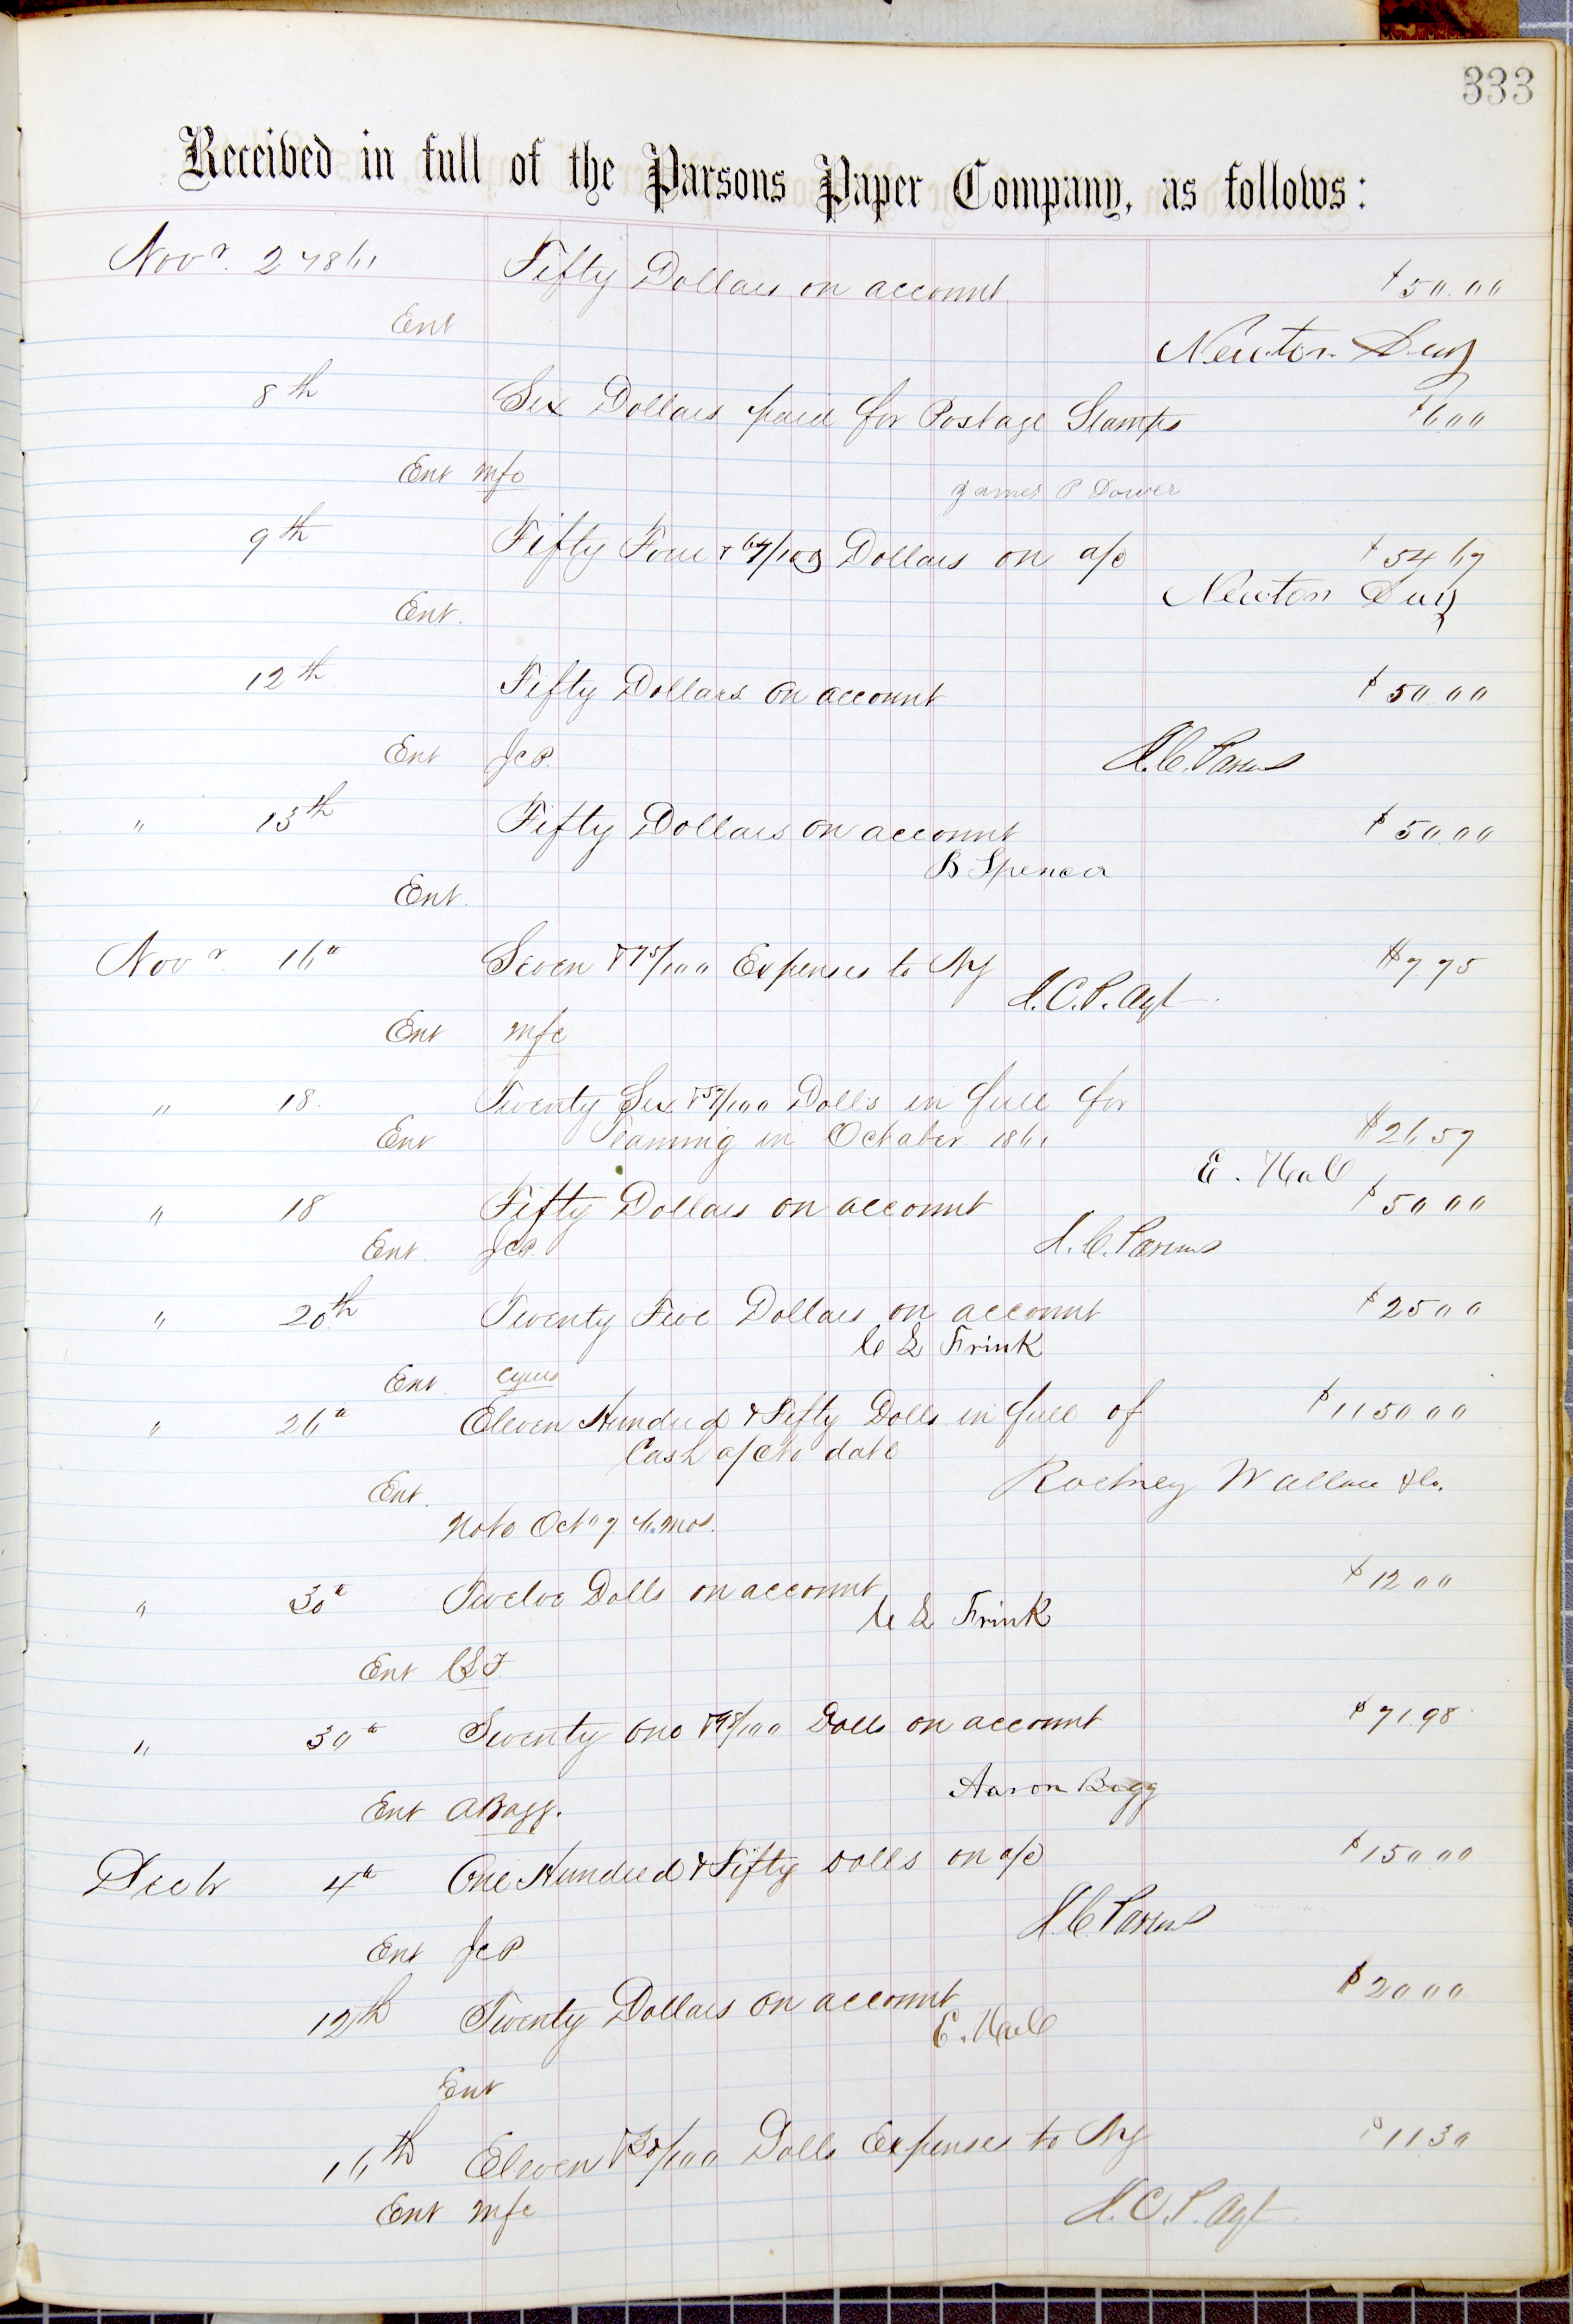 333
Received in full of the Parsons Paper Company, as follows:
Novr. 2 1861 Fifty Dollars on account $50.00
Ent
Newton Day
8th Six Dollars paid for Postage Stamps $6 00
Ent Mfc
James P Dower
9th Fifty Four & 67/100 Dollars on a/c $54 67
Newton Day
Ent.
12th Fifty Dollars on account $50.00
Ent JCP. J. C. Parsons
" 13th Fifty Dollars on account $50.00
B Spencer
Ent.
Novr. 16th Seven & 75/100 Expenses to NY $7.75
J. C. P. Agt.
Ent Mfc
" 18. Twenty Six & 57/100 Dolls in full for
Ent Teaming in October 1861 $26.57
E. Hall
" 18 Fifty Dollars on account $50 00
Ent. JCP. J. C. Parsons
" 20th Twenty Five Dollars on account $25 00
C L Frink
Ent. Cyrus
" 26th Eleven Hundred & Fifty Dolls in full of $1150.00
Cash a/c to date
Rodney Wallace & Co.
Ent.
Note Oct 7 6 mos.
" 30th Twelve Dolls on account $12 00
C L Frink
Ent CLF
" 30th Seventy One & 98/100 Dolls on account $71.98
Aaron Bagg
Ent A Bagg.
Decr 4th One Hundred & Fifty Dolls on a/c $150.00
J. C. Parsons
Ent JCP
12th Twenty Dollars on account $20 00
E. Hall
Ent
16th Eleven & 30/100 Dolls Expenses to NY $11 30
Ent Mfc J. C. P. Agt.